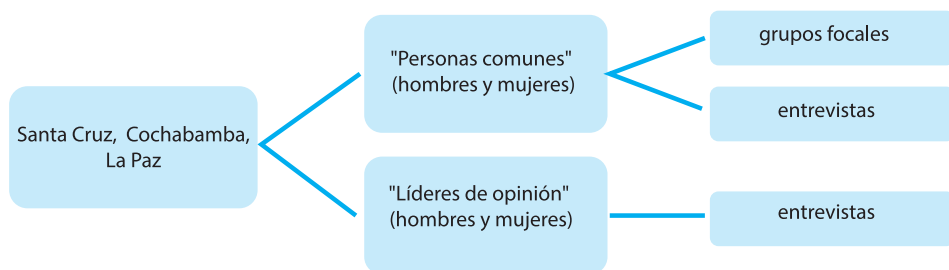 Santa Cruz, Cochabamba,
La Paz
"Personas comunes"
(hombres y mujeres)
grupos focales
entrevistas
"Líderes de opinión"
(hombres y mujeres)
entrevistas